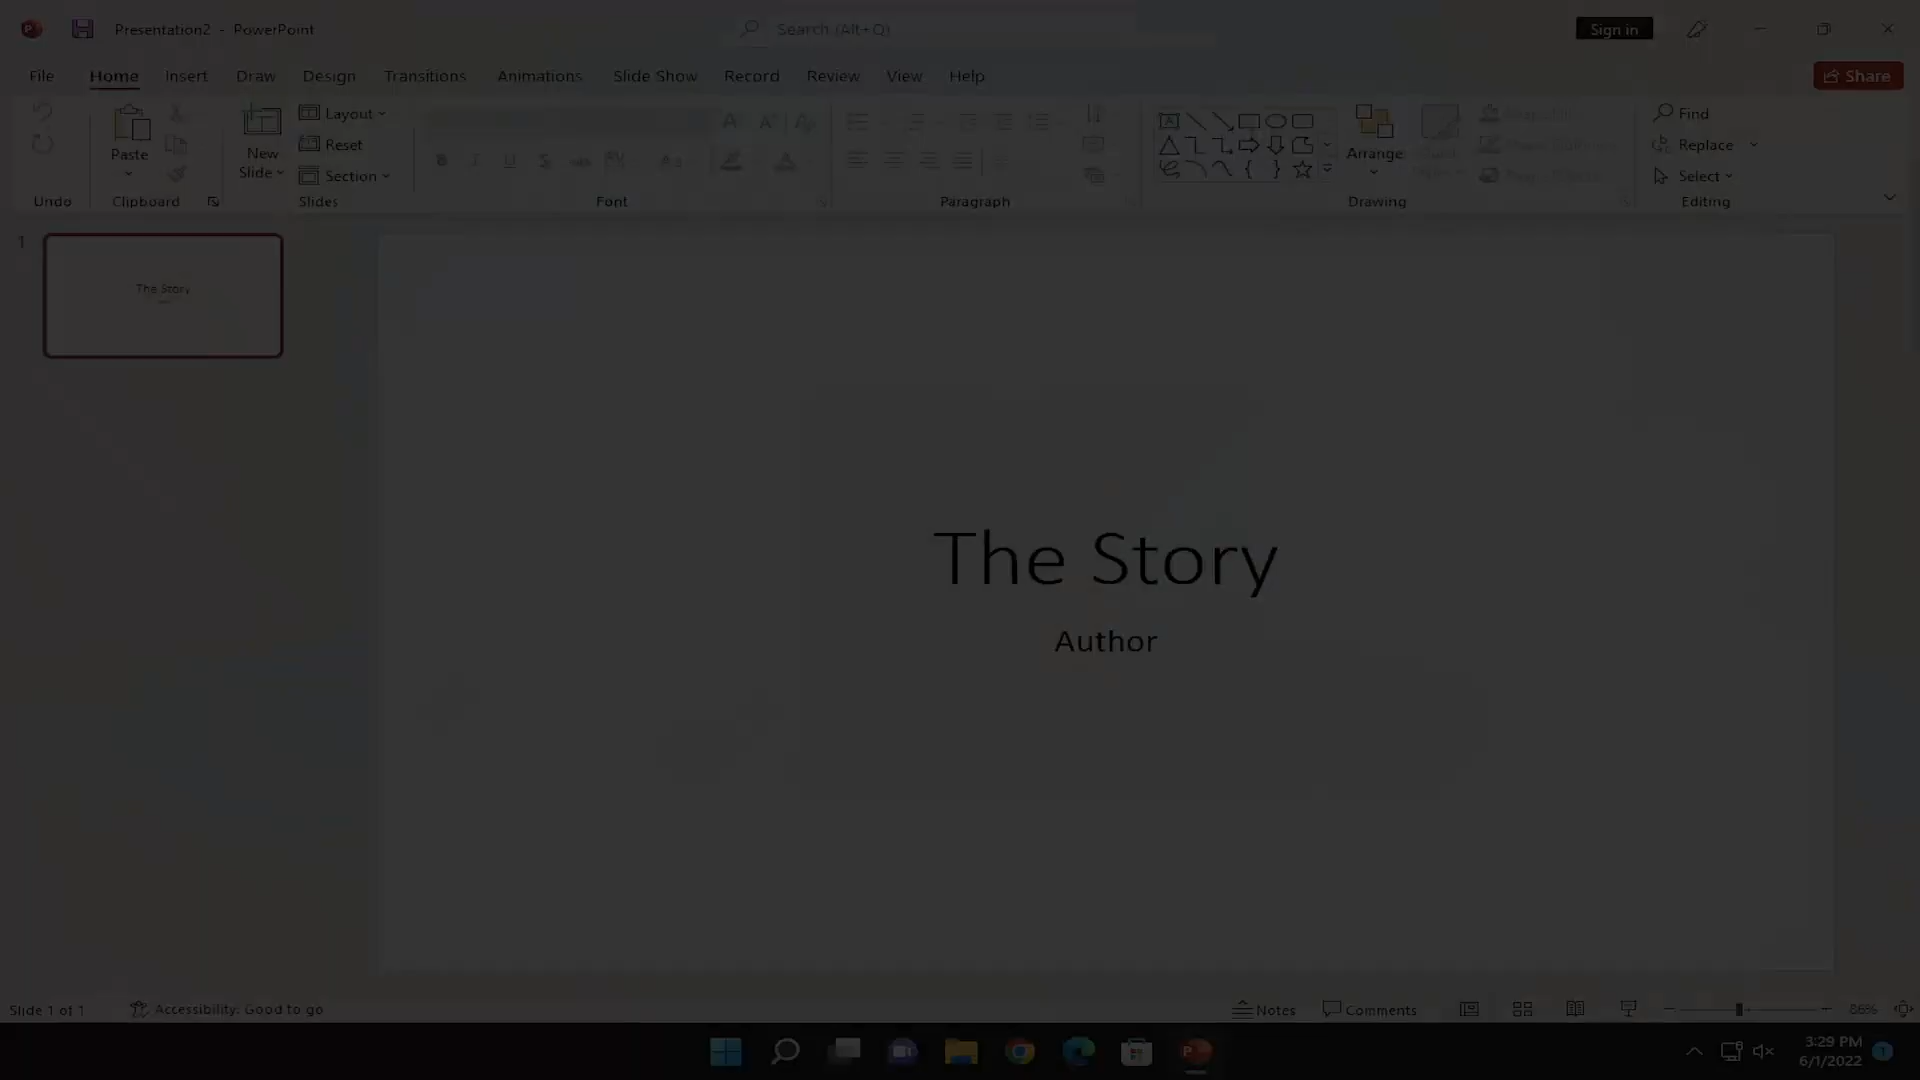 Presentation2 - PowerPoint
Search (Alt+Q)
Sign in
File Home Insert Draw Design Transitions Animations Slide Show Record Review View Help
Share
Paste
New
Slide
Layout
Reset
Section
Arrange
Find
Replace
Select
Undo Clipboard Slides Font Paragraph Drawing Editing
1
The Story
The Story
Author
Slide 1 of 1 Accessibility: Good to go
Notes Comments 86%
3:29 PM
6/1/2022
1